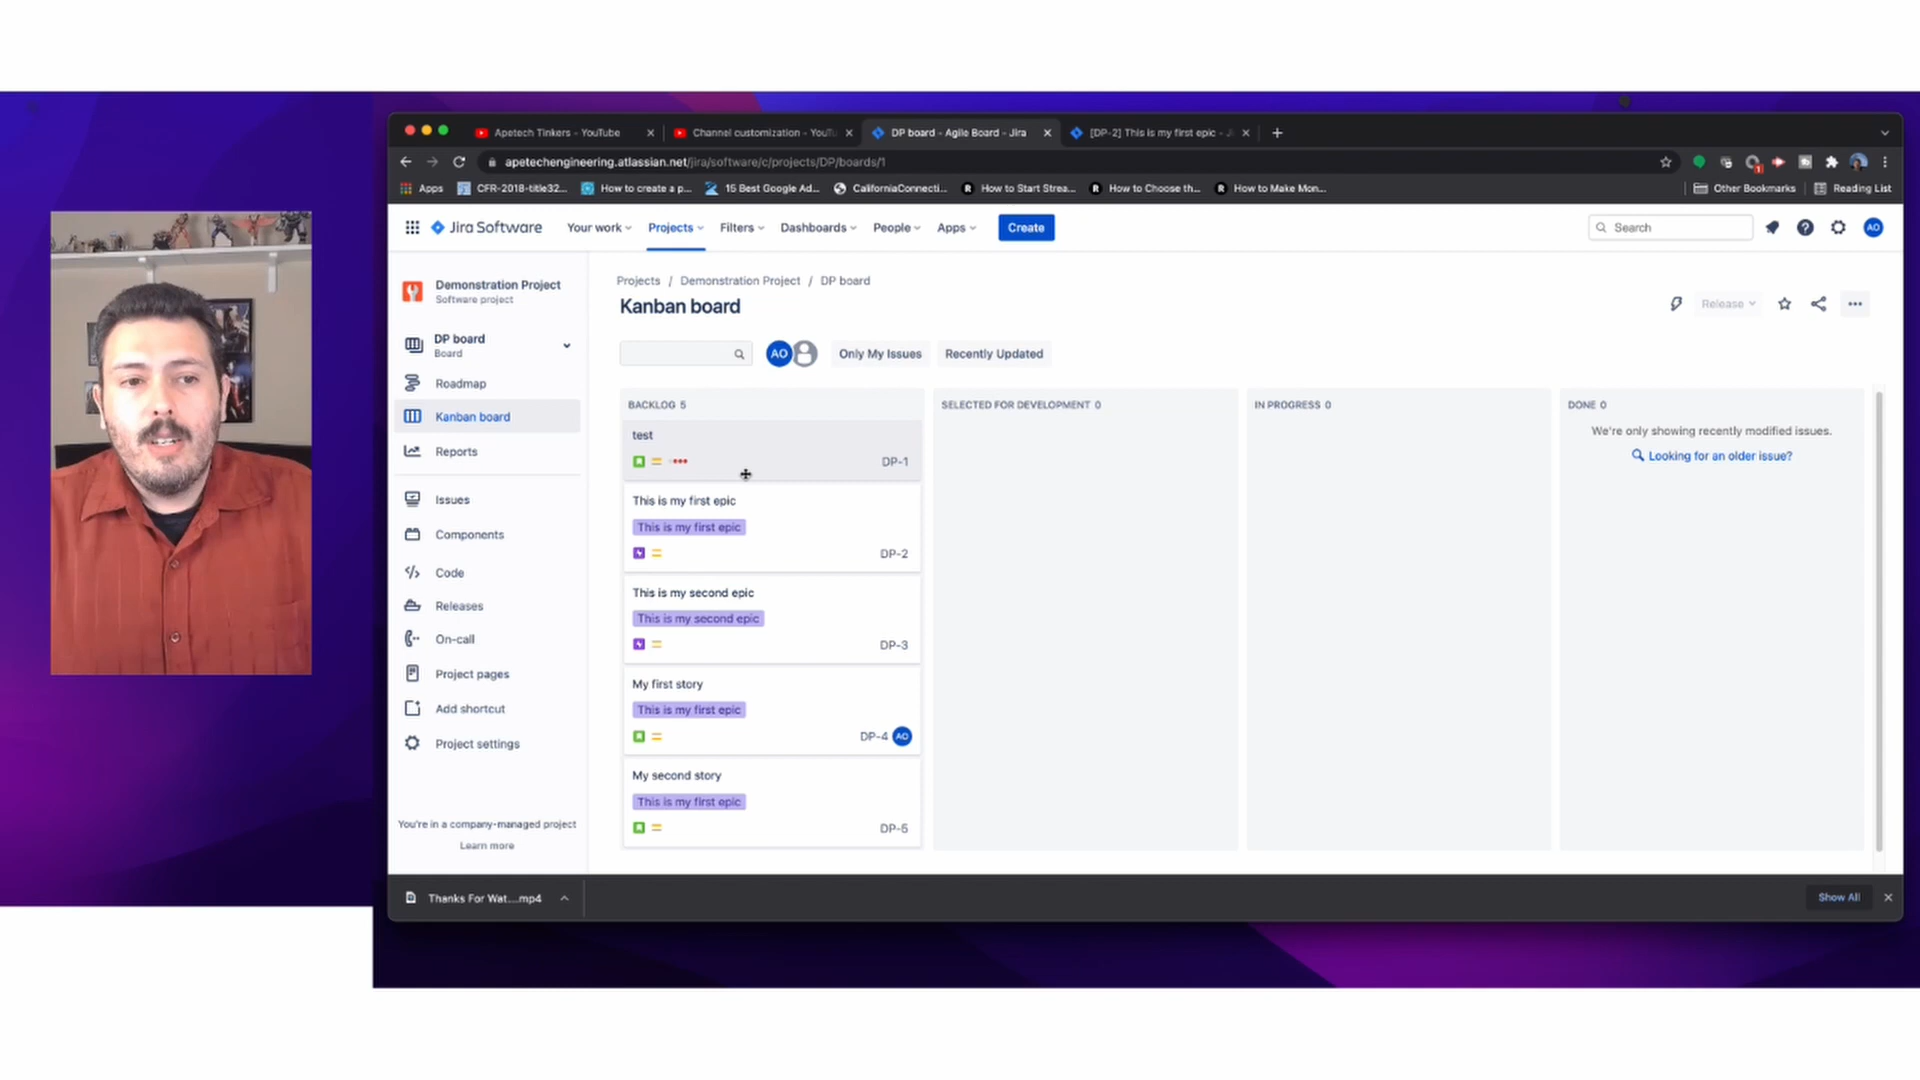 Apetech Tinkers - YouTube
Channel customization - YouTu
DP board - Agile Board - Jira
[DP-2] This is my first epic - Ji
apetechengineering.atlassian.net/jira/software/c/projects/DP/boards/1
Apps
CFR-2018-title32...
How to create a p...
15 Best Google Ad...
CaliforniaConnecti...
How to Start Strea...
How to Choose th...
How to Make Mon...
Other Bookmarks
Reading List
Jira Software
Your work
Projects
Filters
Dashboards
People
Apps
Create
Search
AO
Demonstration Project
Software project
DP board
Board
Roadmap
Kanban board
Reports
Issues
Components
Code
Releases
On-call
Project pages
Add shortcut
Project settings
You're in a company-managed project
Learn more
Projects / Demonstration Project / DP board
Kanban board
Release
AO
Only My Issues
Recently Updated
BACKLOG 5
test
DP-1
This is my first epic
This is my first epic
DP-2
This is my second epic
This is my second epic
DP-3
My first story
This is my first epic
DP-4 AO
My second story
This is my first epic
DP-5
SELECTED FOR DEVELOPMENT 0
IN PROGRESS 0
DONE 0
We're only showing recently modified issues.
Looking for an older issue?
Thanks For Wat....mp4
Show All